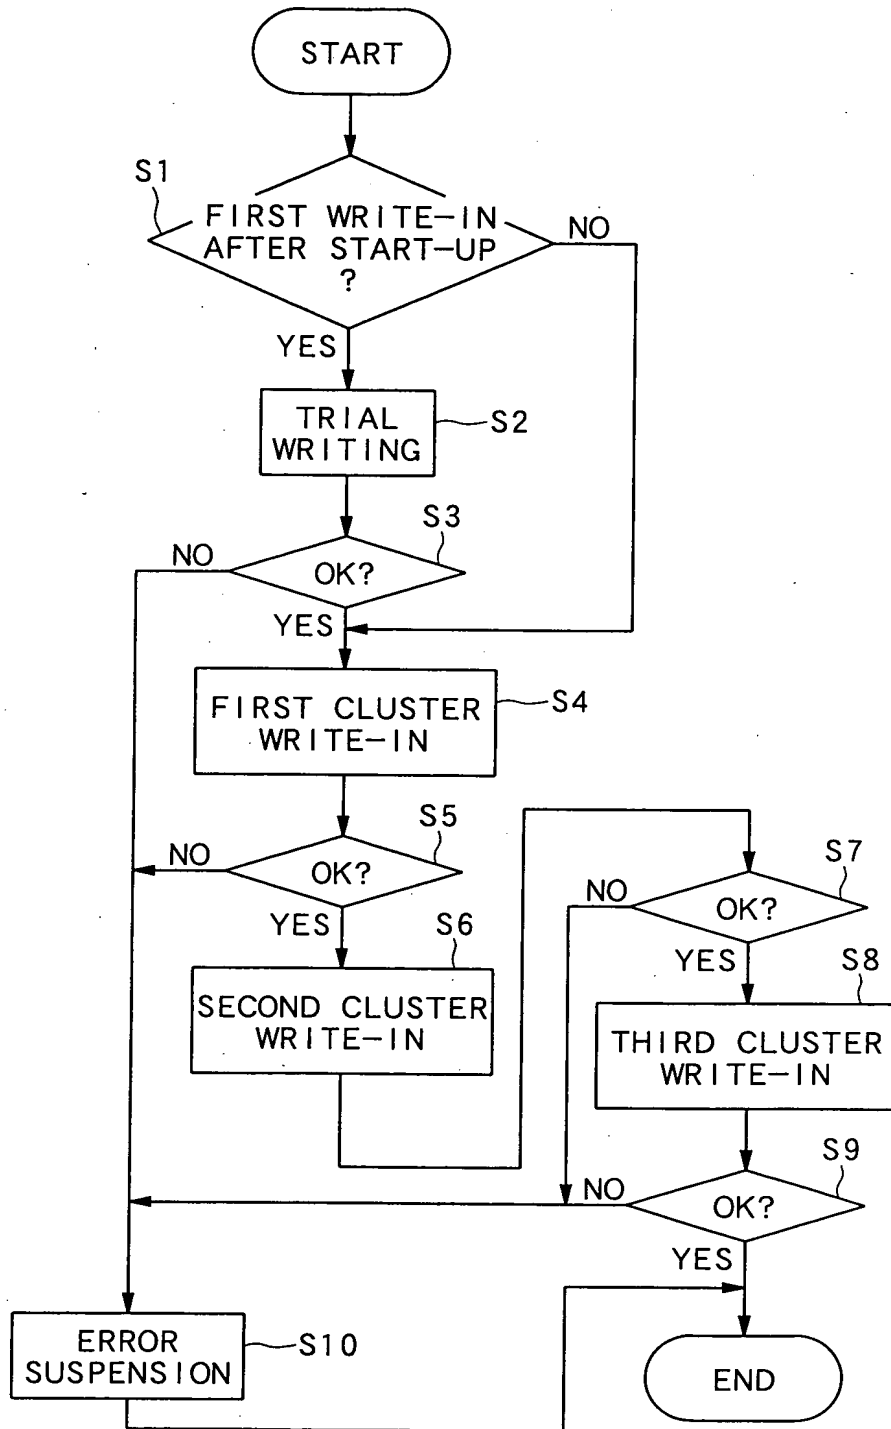 START
S1
FIRST WRITE-IN
AFTER START-UP
?
NO
YES
TRIAL
WRITING
S2
S3
NO
OK?
YES
FIRST CLUSTER
WRITE-IN
S4
S5
NO
OK?
YES
S6
SECOND CLUSTER
WRITE-IN
S7
NO
OK?
YES
S8
THIRD CLUSTER
WRITE-IN
S9
NO
OK?
YES
ERROR
SUSPENSION
S10
END